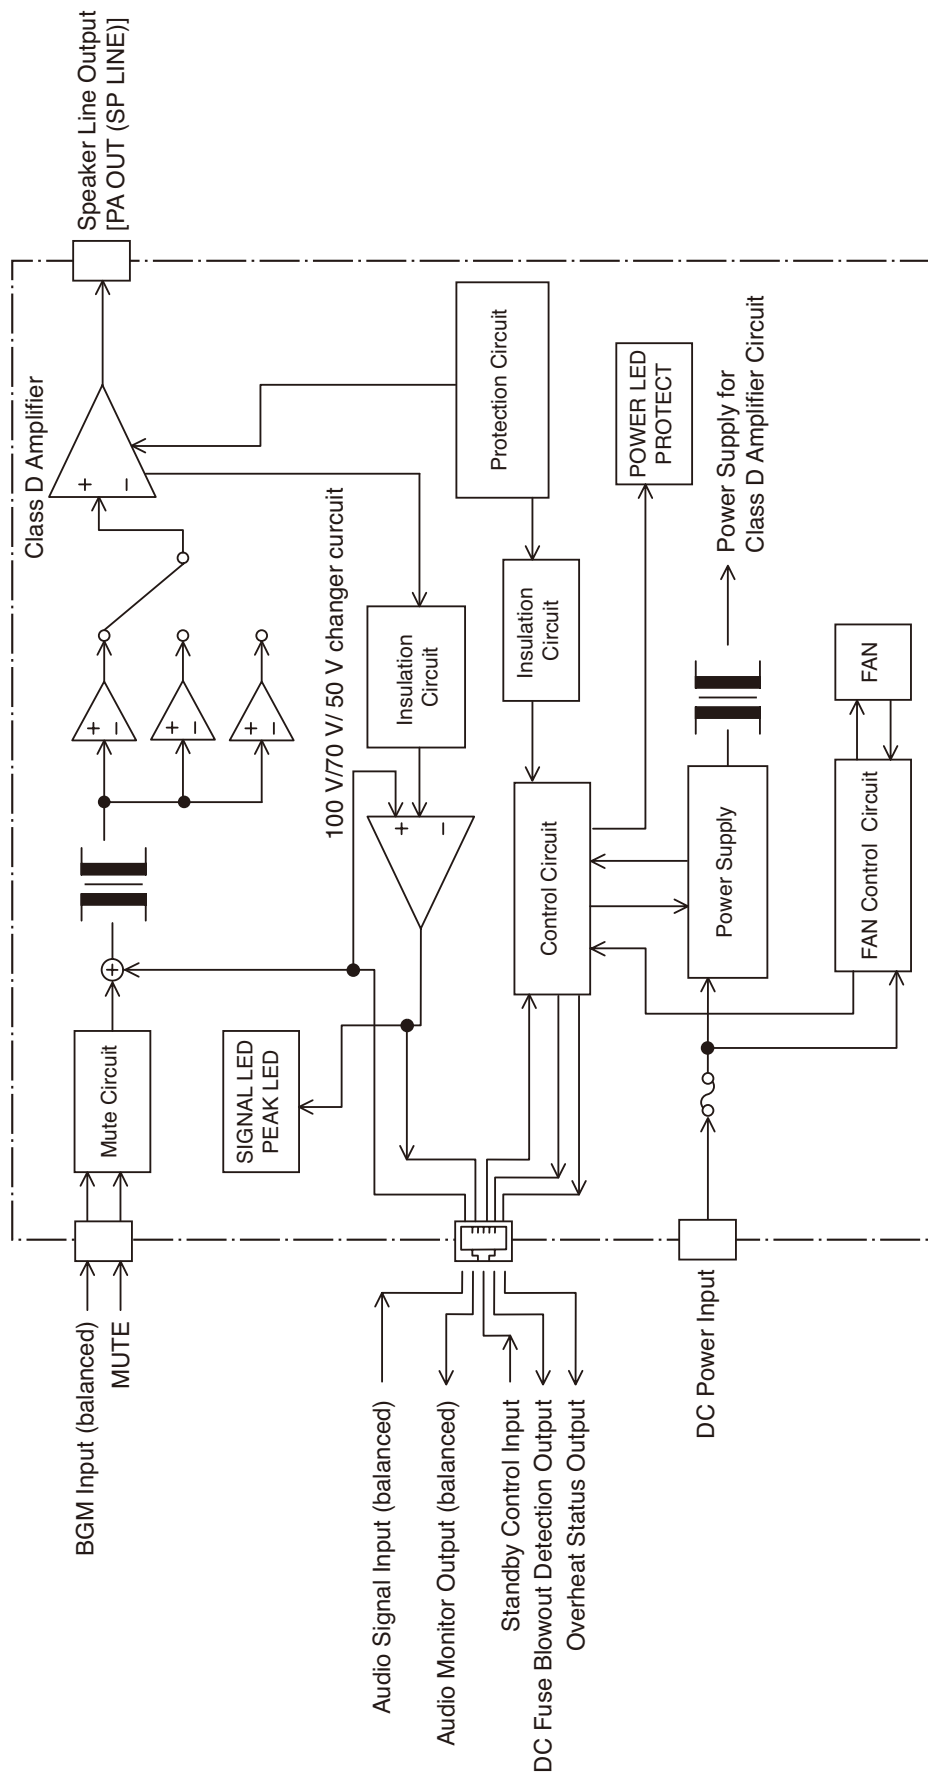 BGM Input (balanced)
MUTE
Mute Circuit
+
+
–
+
–
+
–
Class D Amplifier
+
–
Speaker Line Output
[PA OUT (SP LINE)]
SIGNAL LED
PEAK LED
100 V/70 V/ 50 V changer curcuit
+
–
Insulation
Circuit
Protection Circuit
Insulation
Circuit
Control Circuit
POWER LED
PROTECT
Audio Signal Input (balanced)
Audio Monitor Output (balanced)
Standby Control Input
DC Fuse Blowout Detection Output
Overheat Status Output
DC Power Input
Power Supply
Power Supply for
Class D Amplifier Circuit
FAN Control Circuit
FAN